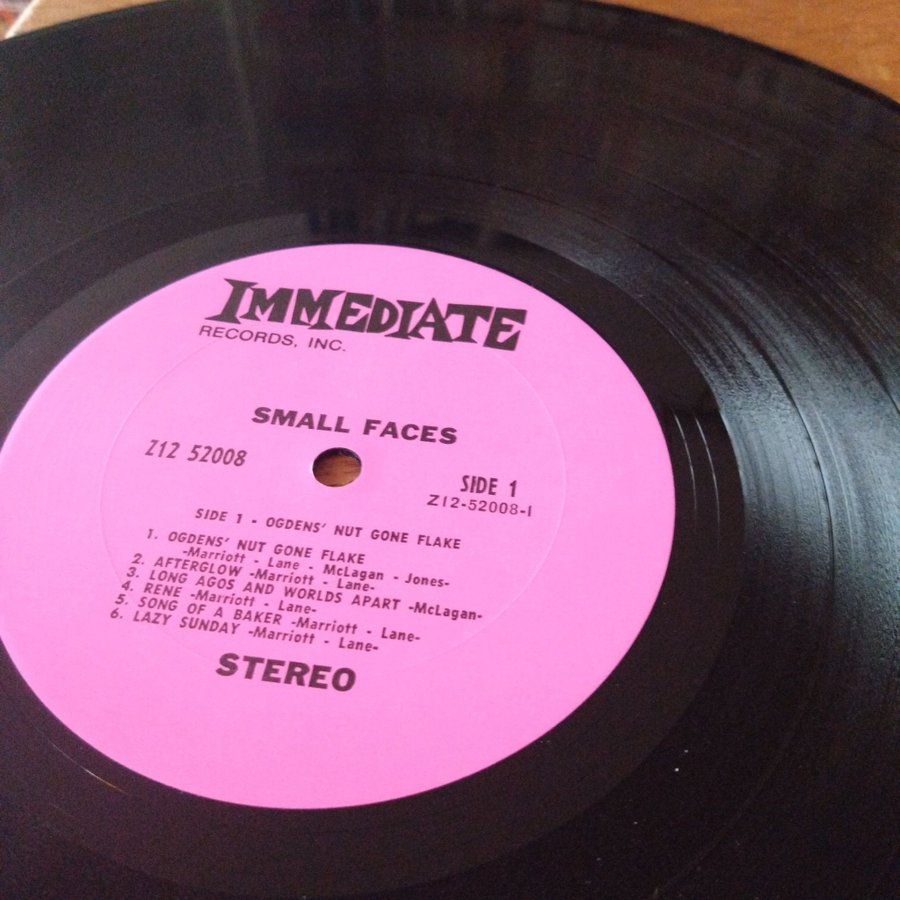 IMMEDIATE
RECORDS, INC.
SMALL FACES
Z12 52008
SIDE 1
Z12-52008-1
SIDE 1 - OGDENS' NUT GONE FLAKE
1. OGDENS' NUT GONE FLAKE
-Marriott - Lane - McLagan - Jones-
2. AFTERGLOW -Marriott - Lane-
3. LONG AGOS AND WORLDS APART -McLagan-
4. RENE -Marriott - Lane-
5. SONG OF A BAKER -Marriott - Lane-
6. LAZY SUNDAY -Marriott - Lane-
STEREO